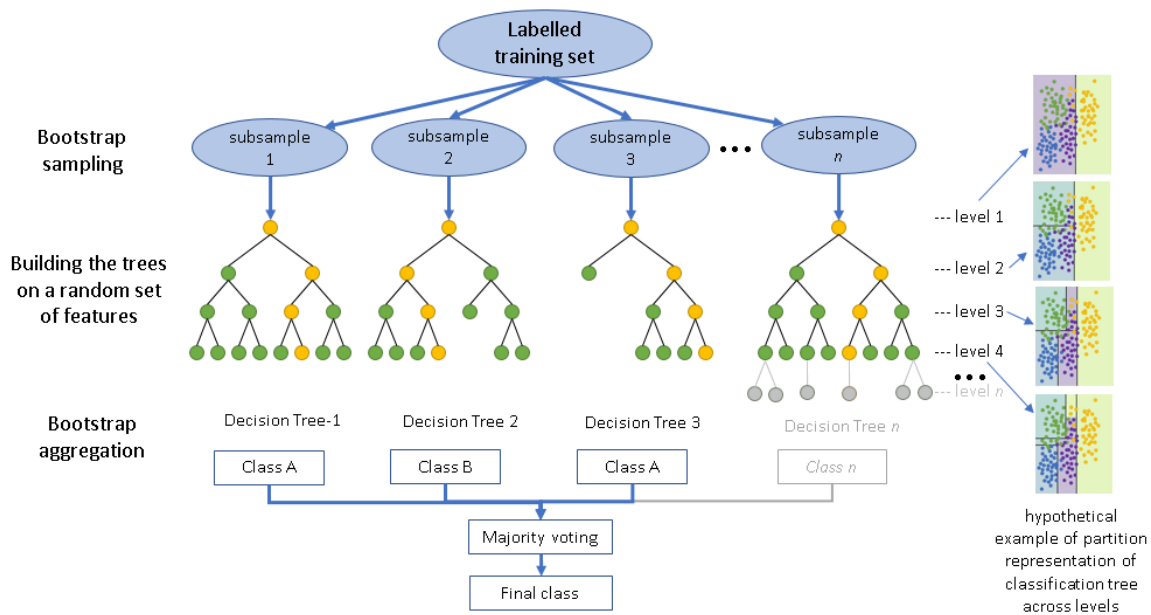 Labelled
training set
Bootstrap
sampling
subsample
1
subsample
2
subsample
3
•••
subsample
n
Building the trees
on a random set
of features
--- level 1
--- level 2
--- level 3
--- level 4
•••
--- level n
Bootstrap
aggregation
Decision Tree-1
Decision Tree 2
Decision Tree 3
Decision Tree n
Class A
Class B
Class A
Class n
Majority voting
Final class
hypothetical
example of partition
representation of
classification tree
across levels